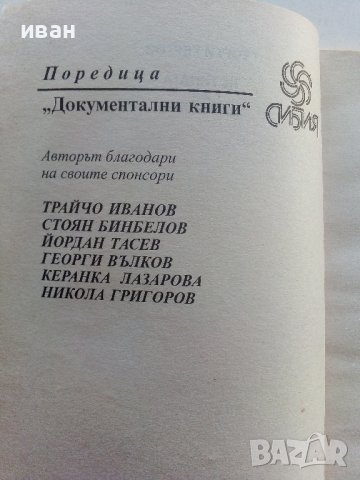 иван
Поредица
„Документални книги“
СИБИЯ
Авторът благодари
на своите спонсори
ТРАЙЧО ИВАНОВ
СТОЯН БИНБЕЛОВ
ЙОРДАН ТАСЕВ
ГЕОРГИ ВЪЛКОВ
КЕРАНКА ЛАЗАРОВА
НИКОЛА ГРИГОРОВ
BAZAR